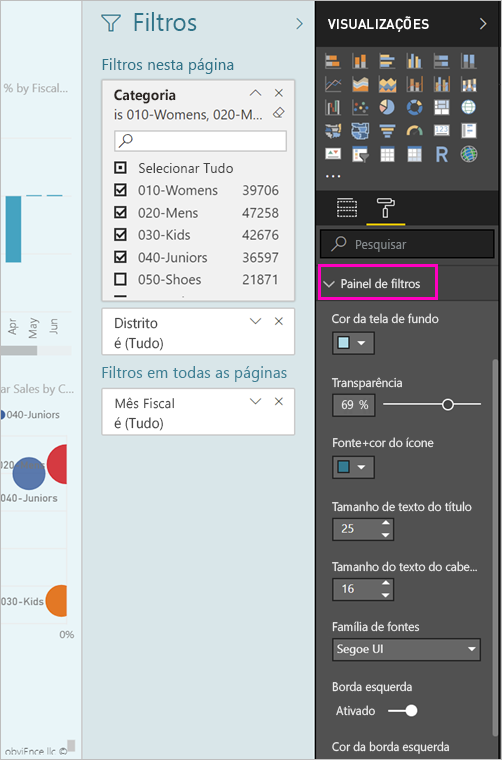 % by Fiscal...
Apr
May
Jun
ar Sales by C...
040-Juniors
020-
040-Juniors
030-Kids
0%
obviEnce llc ©
Filtros
Filtros nesta página
Categoria
is 010-Womens, 020-M...
Selecionar Tudo
010-Womens 39706
020-Mens 47258
030-Kids 42676
040-Juniors 36597
050-Shoes 21871
Distrito
é (Tudo)
Filtros em todas as páginas
Mês Fiscal
é (Tudo)
VISUALIZAÇÕES
R
...
Pesquisar
Painel de filtros
Cor da tela de fundo
Transparência
69 %
Fonte+cor do ícone
Tamanho de texto do título
25
Tamanho do texto do cabe...
16
Família de fontes
Segoe UI
Borda esquerda
Ativado
Cor da borda esquerda